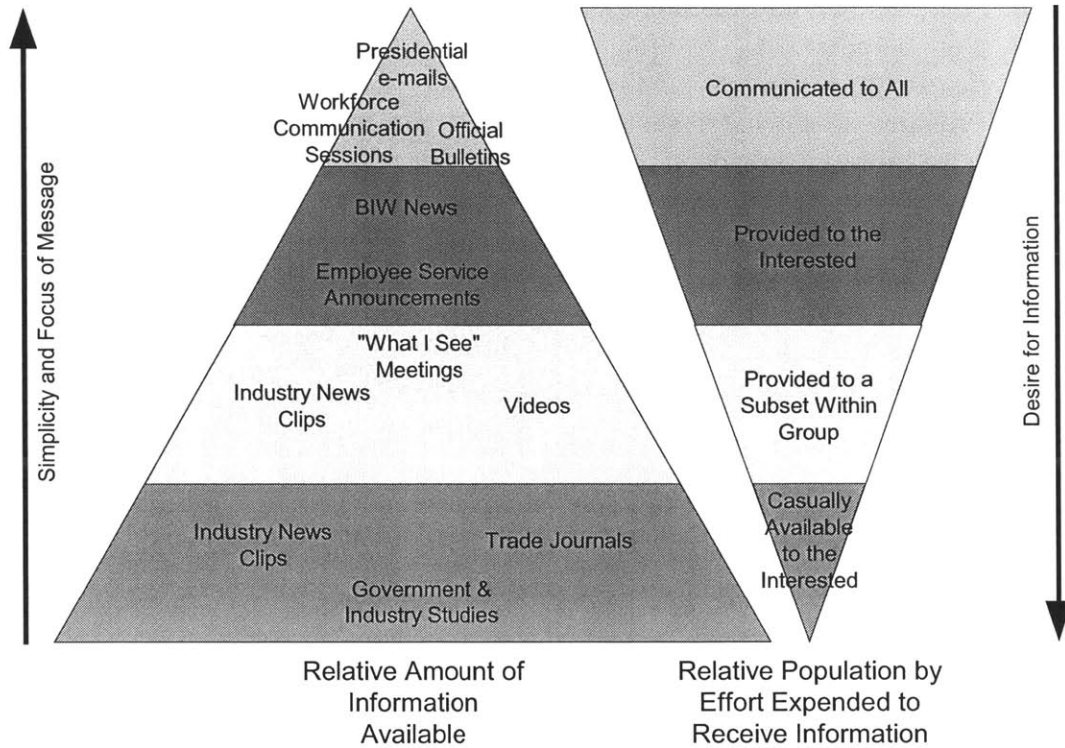 Simplicity and Focus of Message
Presidential
e-mails
Workforce
Communication
Sessions
Official
Bulletins
BIW News
Employee Service
Announcements
"What I See"
Meetings
Industry News
Clips
Videos
Industry News
Clips
Trade Journals
Government &
Industry Studies
Relative Amount of
Information
Available
Communicated to All
Provided to the
Interested
Provided to a
Subset Within
Group
Casually
Available
to the
Interested
Relative Population by
Effort Expended to
Receive Information
Desire for Information